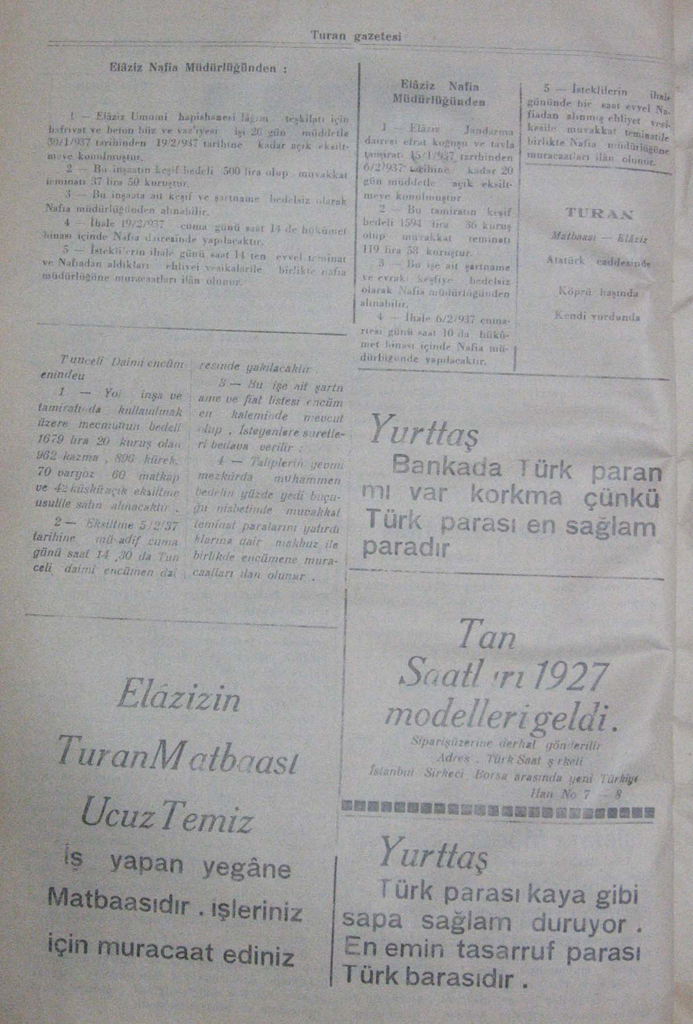 Turan gazetesi
Elâziz Nafia Müdürlüğünden :
1 — Elâziz Umumi hapishanesi lâğım teşkilatı için
hafriyat ve beton büz ve vaz'iyesi işi 20 gün müddetle
30/1/937 tarihinden 19/2/937 tarihine kadar açık eksilt-
meye konulmuştur.
2 — Bu inşaatın keşif bedeli 500 lira olup muvakkat
teminatı 37 lira 50 kuruştur.
3 — Bu inşaata ait keşif ve şartname bedelsiz olarak
Nafia müdürlüğünden alınabilir.
4 — İhale 19/2/937 cuma günü saat 14 de hükûmet
binası içinde Nafia dairesinde yapılacaktır.
5 — İsteklilerin ihale günü saat 14 ten evvel teminat
ve Nafiadan aldıkları ehliyet vesikalarile birlikte nafia
müdürlüğüne muracaatları ilân olunur.
Elâziz Nafia
Müdürlüğünden
1 Elâziz Jandarma
dairesi efrat koğuşu ve tavla
tamiratı 15/1/937 tarihinden
6/2/937 tarihine kadar 20
gün müddetle açık eksilt-
meye konulmuştur
2 — Bu tamiratın keşif
bedeli 1594 lira 36 kuruş
olup muvakkat teminatı
119 lira 58 kuruştur.
3 — Bu işe ait şartname
ve evrakı keşfiye bedelsiz
olarak Nafia müdürlüğünden
alınabilir.
4 — İhale 6/2/937 cuma-
rtesi günü saat 10 da hükû-
met binası içinde Nafia mü-
dürlüğünde yapılacaktır.
5 — İsteklilerin ihale
gününde bir saat evvel Na-
fiadan alınmış ehliyet vesi-
kasile muvakkat teminatile
birlikte Nafia müdürlüğüne
muracaatları ilân olunur.
TURAN
Matbaası — Elâziz
Atatürk caddesinde
Köprü başında
Kendi yurdunda
Tunceli Daimi encüm
enindeu
1 — Yol inşa ve
tamiratında kullanılmak
üzere mecmuunun bedeli
1679 lira 20 kuruş olan
962 kazma , 896 kürek,
70 varyoz 60 matkap
ve 42 küskü açık eksiltme
usulile satın alınacaktır .
2 — Eksiltme 5/2/37
tarihine müsadif cuma
günü saat 14 ,30 da Tun
celi daimi encümen dai
resinde yapılacaktır
3 — Bu işe ait şartn
ame ve fiat listesi encüm
en kaleminde mevcut
olup . İsteyenlere suretle-
ri bedava verilir :
4 — Taliplerin yevmi
mezkûrda muhammen
bedelin yüzde yedi buçu-
ğu nisbetinde muvakkat
teminat paralarını yatırdı
klarına dair makbuz ile
birlikde encümene mura-
caatları ilan olunur .
Yurttaş
Bankada Türk paran
mı var korkma çünkü
Türk parası en sağlam
paradır
Tan
Saatları 1927
modelleri geldi .
Siparişüzerine derhal gönderilir
Adres . Türk Saat şirketi
İstanbul Sirkeci Borsa arasında yeni Türkiye
Han No 7 - 8
Elâzizin
Turan Matbaası
Ucuz Temiz
iş yapan yegâne
Matbaasıdır . işleriniz
için muracaat ediniz
Yurttaş
Türk parası kaya gibi
sapa sağlam duruyor .
En emin tasarruf parası
Türk barasıdır .